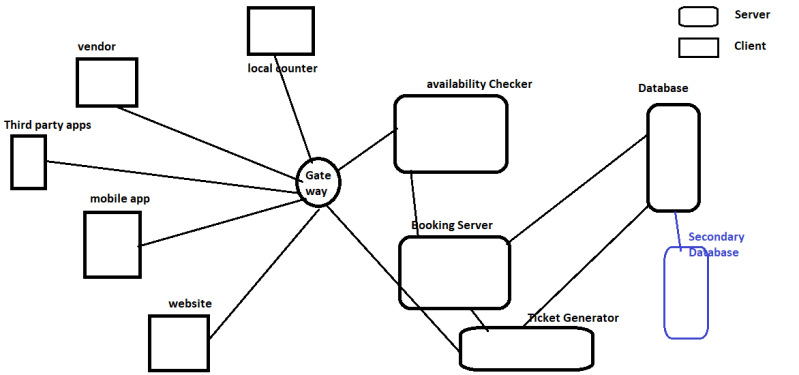 Server
Client
vendor
local counter
availability Checker
Database
Third party apps
Gate
way
mobile app
Booking Server
Secondary
Database
website
Ticket Generator